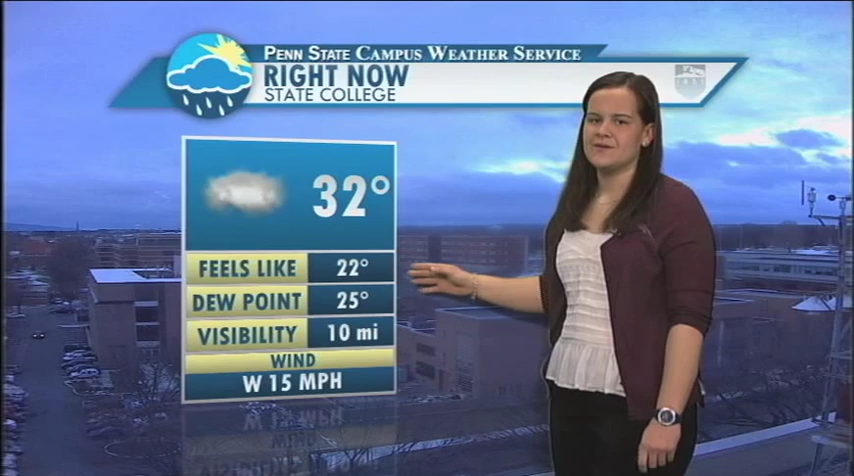 PENN STATE CAMPUS WEATHER SERVICE
RIGHT NOW
STATE COLLEGE
32°
FEELS LIKE 22°
DEW POINT 25°
VISIBILITY 10 mi
WIND
W 15 MPH